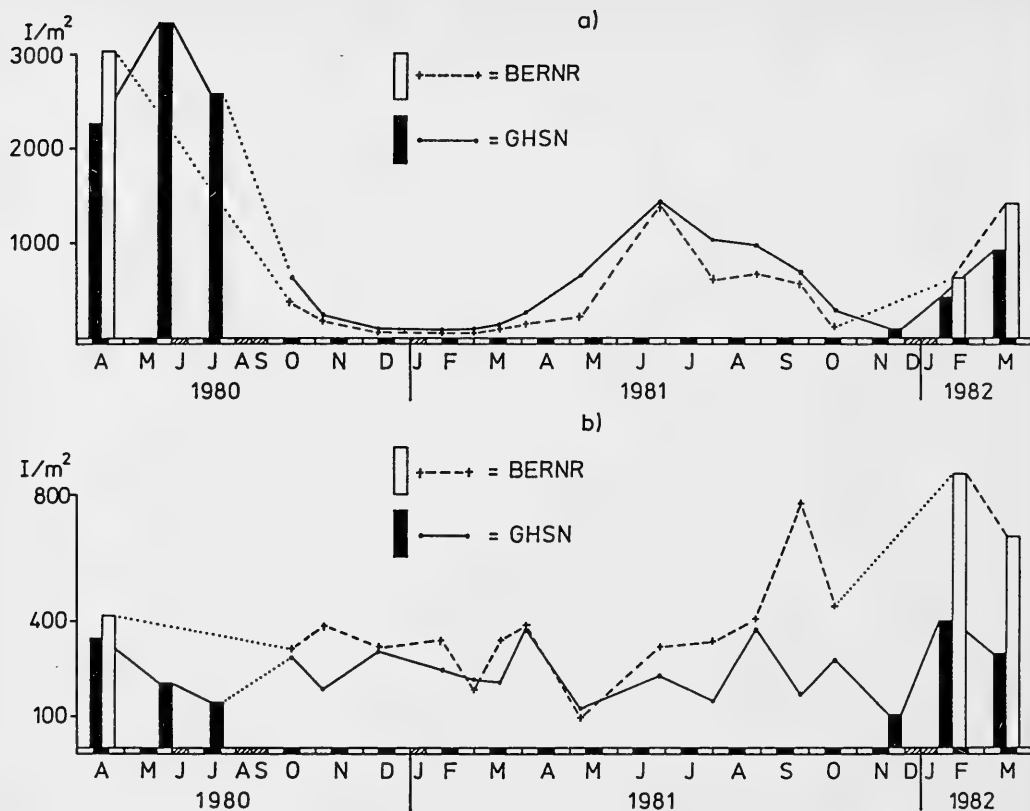 a)
I/m²
3000
2000
1000
+-----+ = BERNR
= GHSN
A M J J A S O N D J F M A M J J A S O N D J F M
1980 1981 1982
b)
I/m²
800
400
100
+-----+ = BERNR
= GHSN
A M J J A S O N D J F M A M J J A S O N D J F M
1980 1981 1982